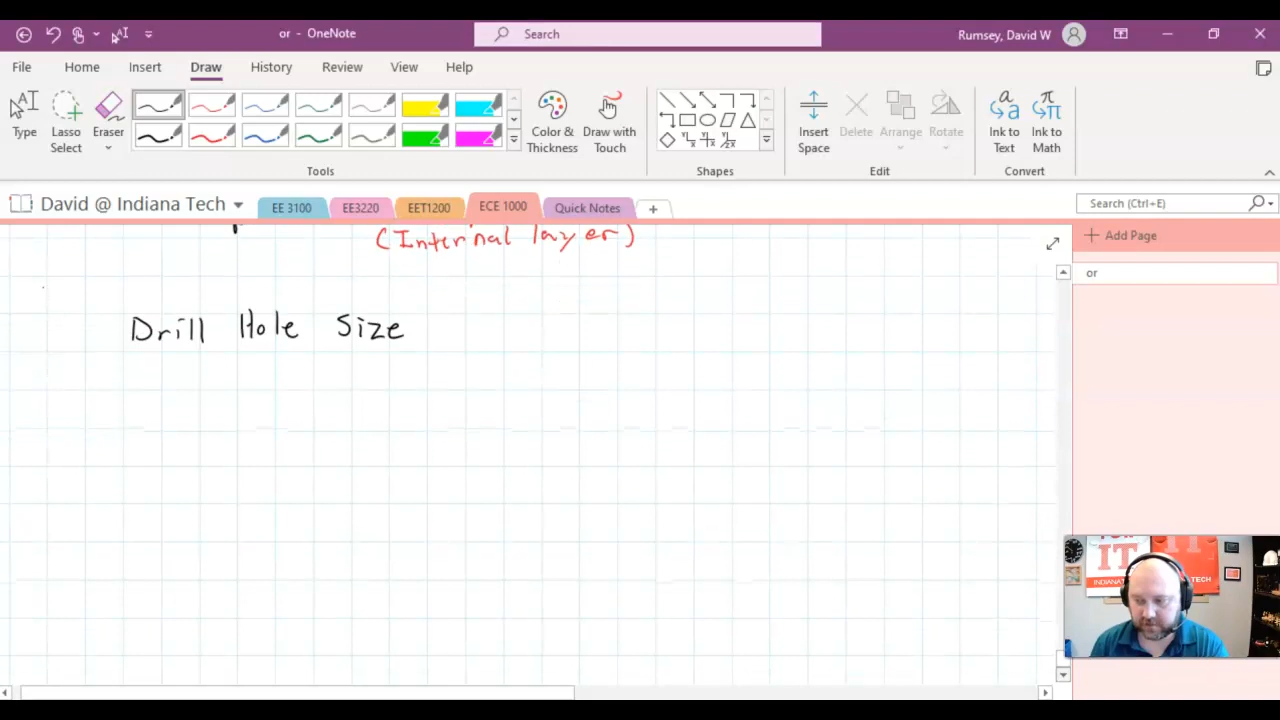 or - OneNote
Search
Rumsey, David W
File Home Insert Draw History Review View Help
Type
Lasso Select
Eraser
Color & Thickness
Draw with Touch
Insert Space
Delete
Arrange
Rotate
Ink to Text
Ink to Math
Tools Shapes Edit Convert
David @ Indiana Tech
EE 3100 EE3220 EET1200 ECE 1000 Quick Notes
Search (Ctrl+E)
(Internal layer)
Add Page
or
Drill Hole Size
IT